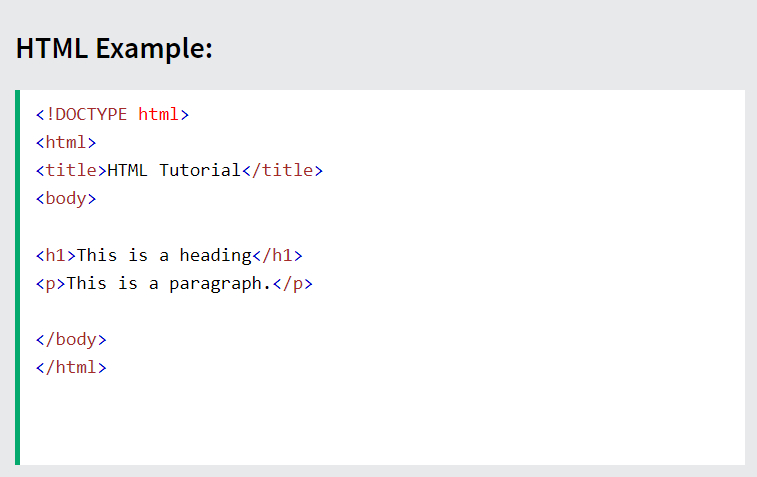 HTML Example:
<!DOCTYPE html>
<html>
<title>HTML Tutorial</title>
<body>
<h1>This is a heading</h1>
<p>This is a paragraph.</p>
</body>
</html>